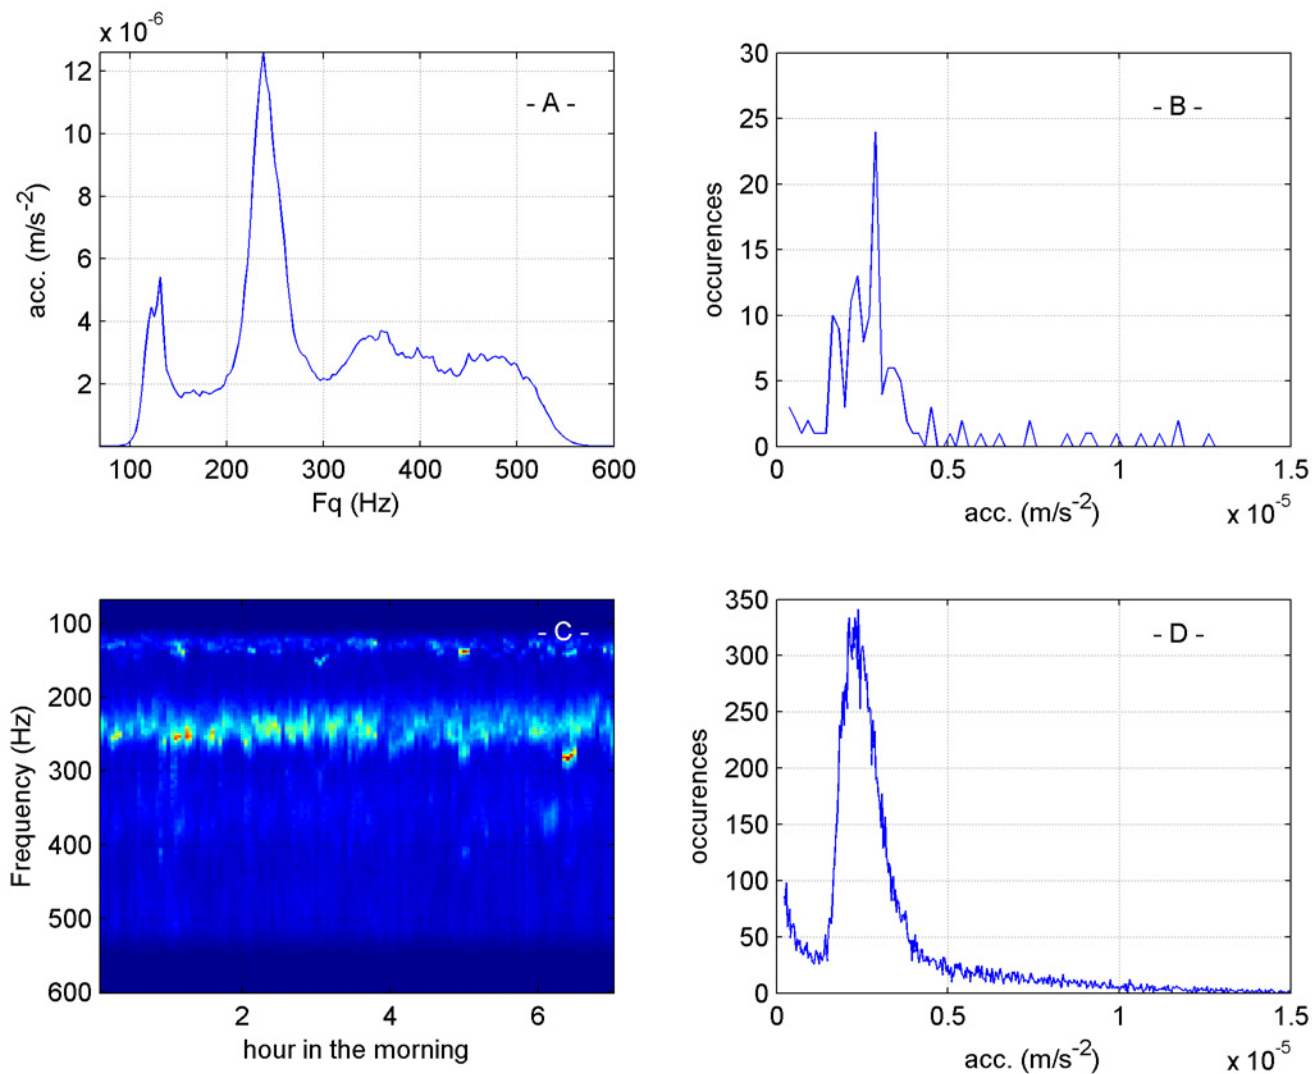 x 10-6
12
10
8
6
4
2
acc. (m/s-2)
- A -
100 200 300 400 500 600
Fq (Hz)
30
25
20
15
10
5
0
occurences
- B -
0 0.5 1 1.5
acc. (m/s-2) x 10-5
100
200
300
400
500
600
Frequency (Hz)
- C -
2 4 6
hour in the morning
350
300
250
200
150
100
50
0
occurences
- D -
0 0.5 1 1.5
acc. (m/s-2) x 10-5